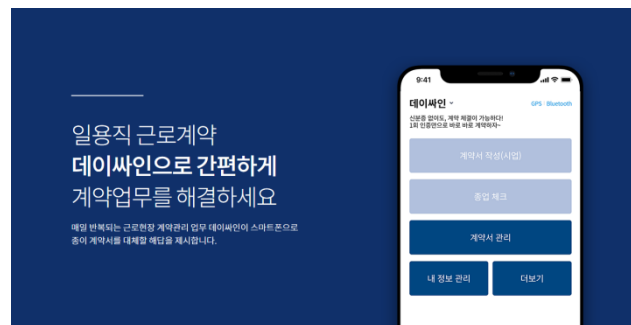 일용직 근로계약
데이싸인으로 간편하게
계약업무를 해결하세요
매일 반복되는 근로현장 계약관리 업무 데이싸인이 스마트폰으로
종이 계약서를 대체할 해답을 제시합니다.
9:41
데이싸인
GPS · Bluetooth
신분증 없이도, 계약 체결이 가능하다!
1회 인증만으로 바로 바로 계약하자~
계약서 작성(사업)
종업 체크
계약서 관리
내 정보 관리
더보기